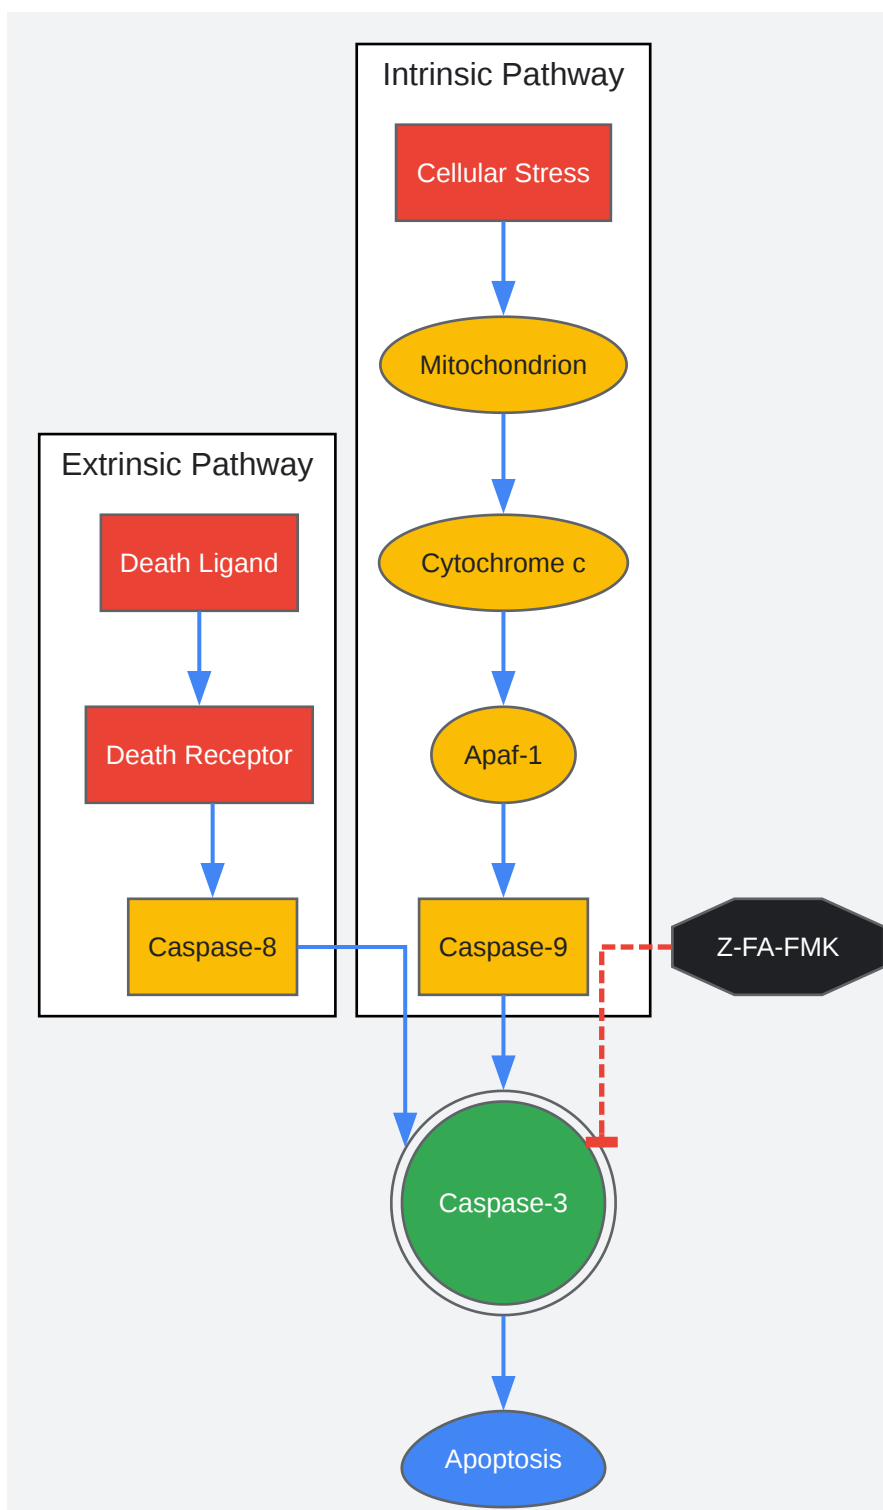 Intrinsic Pathway
Cellular Stress
Mitochondrion
Cytochrome c
Apaf-1
Caspase-9
Extrinsic Pathway
Death Ligand
Death Receptor
Caspase-8
Z-FA-FMK
Caspase-3
Apoptosis